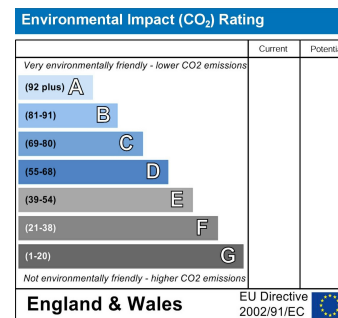 Environmental Impact (CO₂) Rating
Current Potentia
Very environmentally friendly - lower CO2 emissions
(92 plus) A
(81-91) B
(69-80) C
(55-68) D
(39-54) E
(21-38) F
(1-20) G
Not environmentally friendly - higher CO2 emissions
England & Wales
EU Directive
2002/91/EC